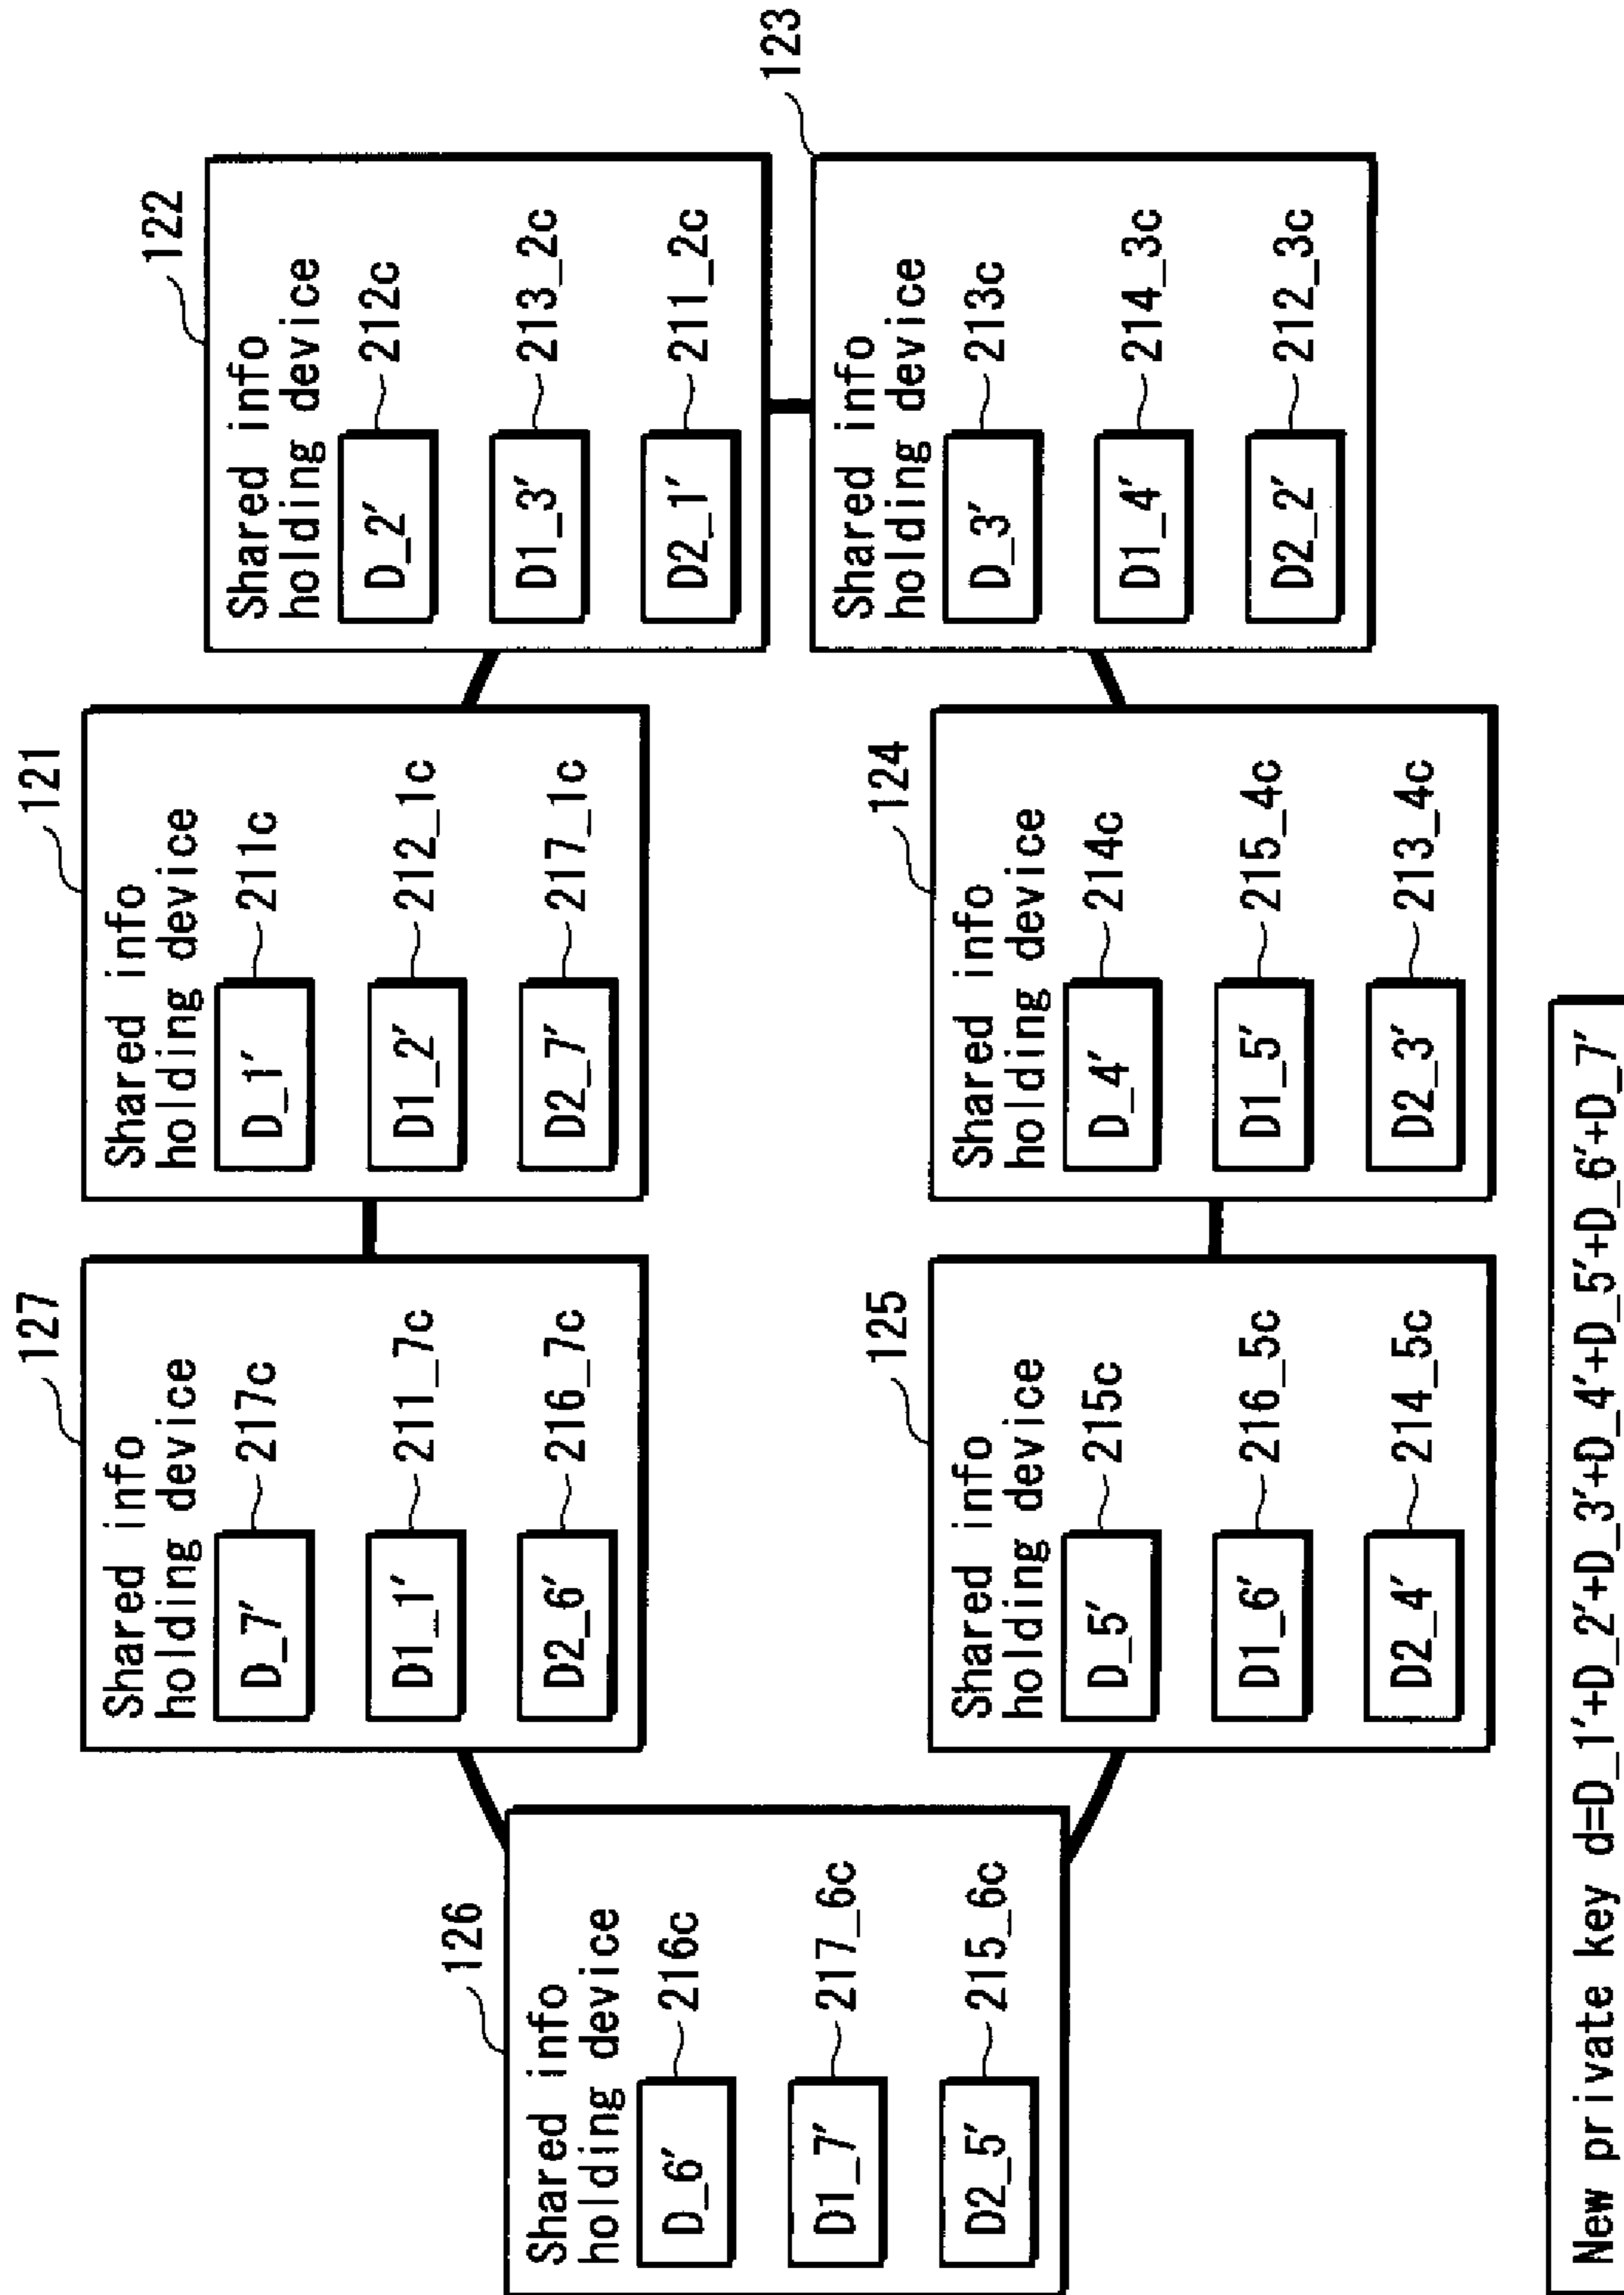 127
Shared info
holding device
D_7′
217c
D1_1′
211_7c
D2_6′
216_7c
121
Shared info
holding device
D_1′
211c
D1_2′
212_1c
D2_7′
217_1c
122
Shared info
holding device
D_2′
212c
D1_3′
213_2c
D2_1′
211_2c
126
Shared info
holding device
D_6′
216c
D1_7′
217_6c
D2_5′
215_6c
123
Shared info
holding device
D_3′
213c
D1_4′
214_3c
D2_2′
212_3c
125
Shared info
holding device
D_5′
215c
D1_6′
216_5c
D2_4′
214_5c
124
Shared info
holding device
D_4′
214c
D1_5′
215_4c
D2_3′
213_4c
New private key d=D_1′+D_2′+D_3′+D_4′+D_5′+D_6′+D_7′